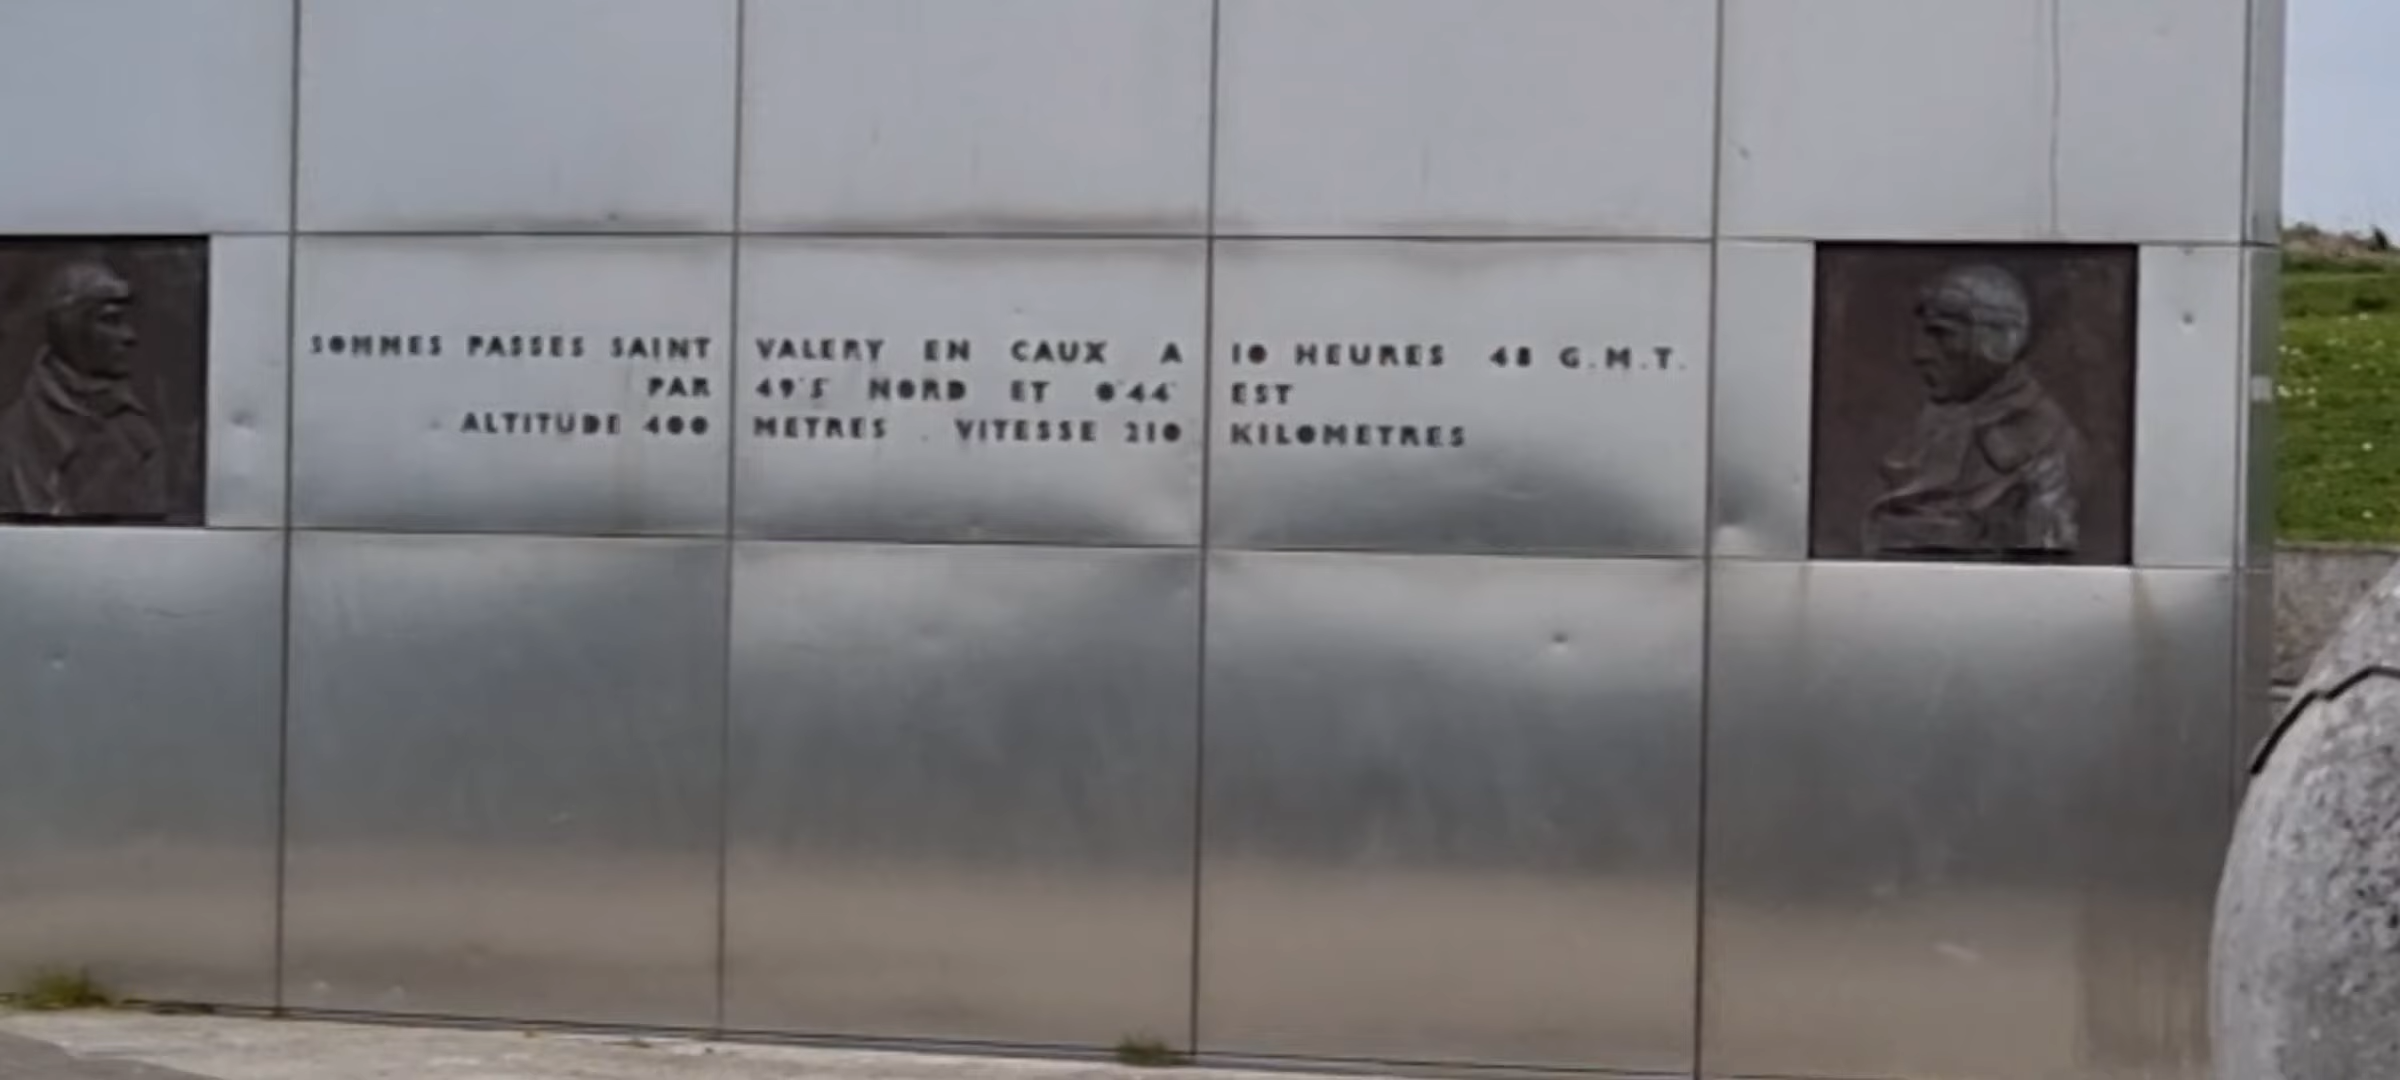 SOMMES PASSES SAINT VALERY EN CAUX A 10 HEURES 48 G.M.T.
PAR 49°5' NORD ET 0°44' EST
ALTITUDE 400 METRES . VITESSE 210 KILOMETRES